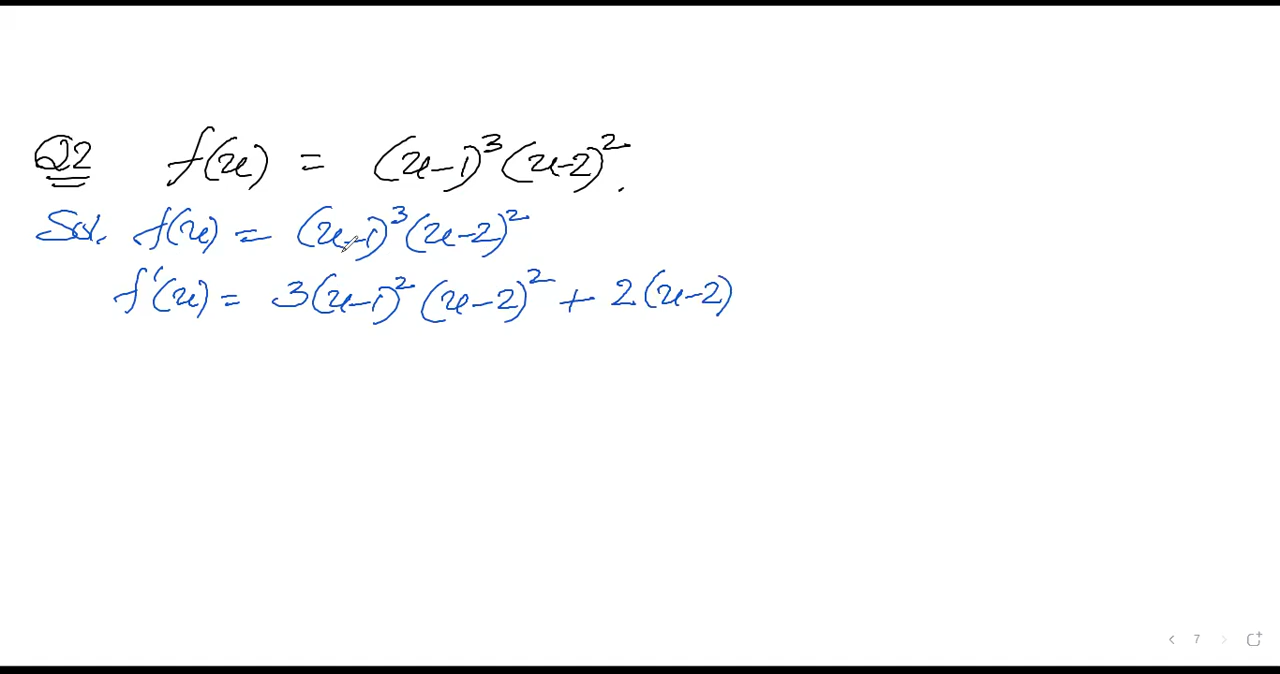 Q2 f(x) = (x-1)³(x-2)².
Sol. f(x) = (x-1)³(x-2)²
f'(x) = 3(x-1)²(x-2)² + 2(x-2)
7